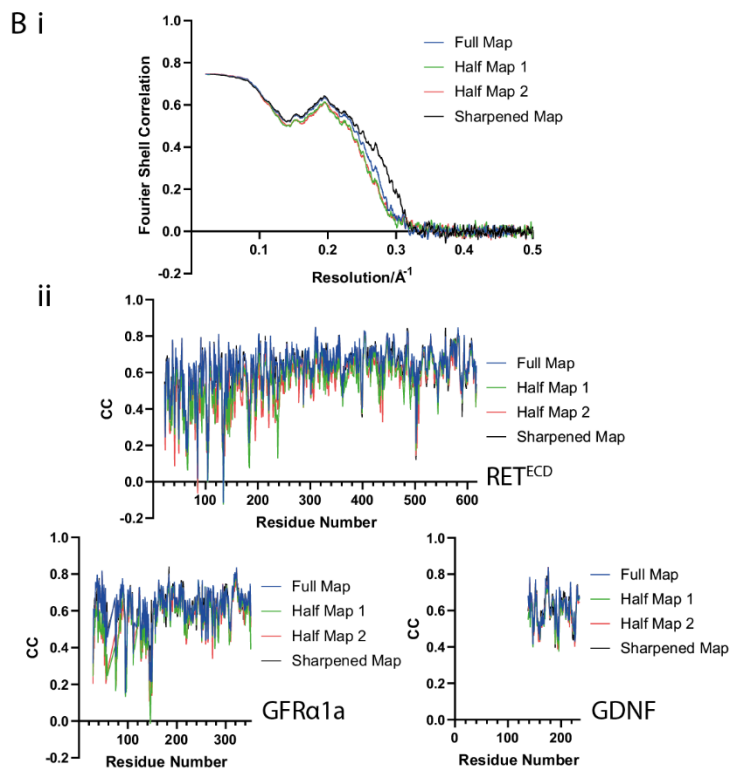 B i
1.0
0.8
0.6
0.4
0.2
0.0
-0.2
Fourier Shell Correlation
0.1
0.2
0.3
0.4
0.5
Resolution/Å-1
Full Map
Half Map 1
Half Map 2
Sharpened Map
ii
1.0
0.8
0.6
0.4
0.2
0.0
-0.2
CC
100
200
300
400
500
600
Residue Number
Full Map
Half Map 1
Half Map 2
Sharpened Map
RETECD
1.0
0.8
0.6
0.4
0.2
0.0
-0.2
CC
100
200
300
Residue Number
Full Map
Half Map 1
Half Map 2
Sharpened Map
GFRα1a
1.0
0.8
0.6
0.4
0.2
0.0
CC
0
100
200
Residue Number
Full Map
Half Map 1
Half Map 2
Sharpened Map
GDNF